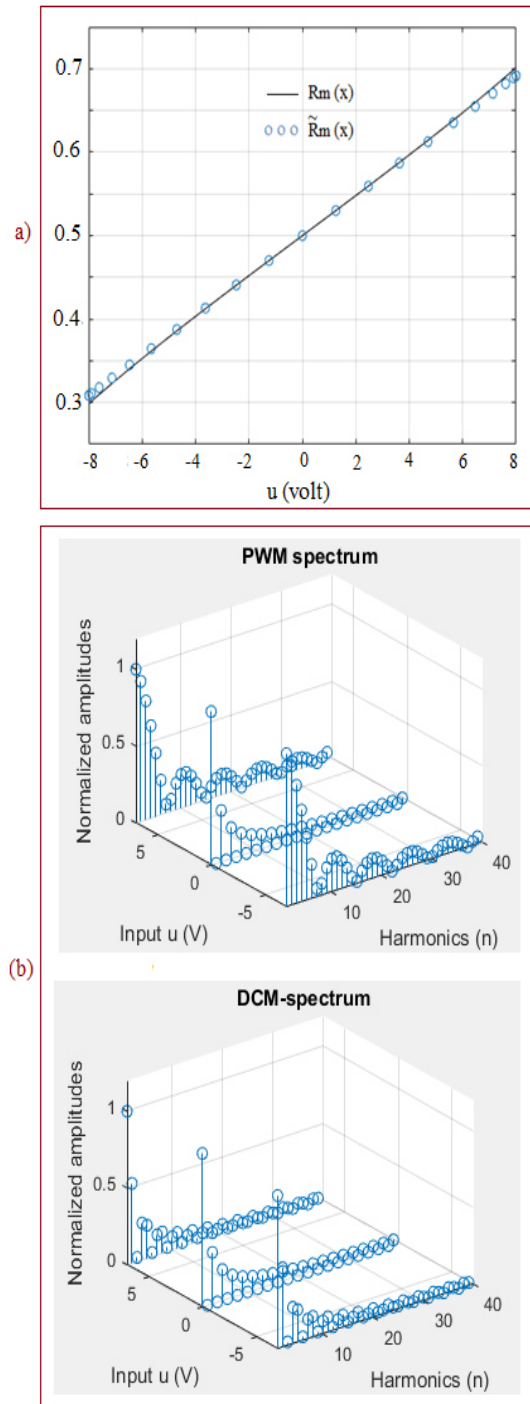 a)
0.7
0.6
0.5
0.4
0.3
Rm (x)
R̃m (x)
-8 -6 -4 -2 0 2 4 6 8
u (volt)
(b)
PWM spectrum
Normalized amplitudes
1
0.5
0
5
0
-5
Input u (V)
10
20
30
40
Harmonics (n)
DCM-spectrum
Normalized amplitudes
1
0.5
0
5
0
-5
Input u (V)
10
20
30
40
Harmonics (n)